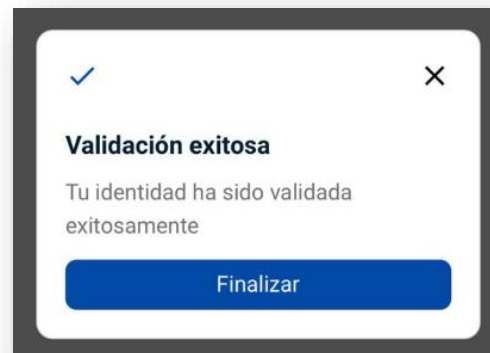 Validación exitosa
Tu identidad ha sido validada
exitosamente
Finalizar